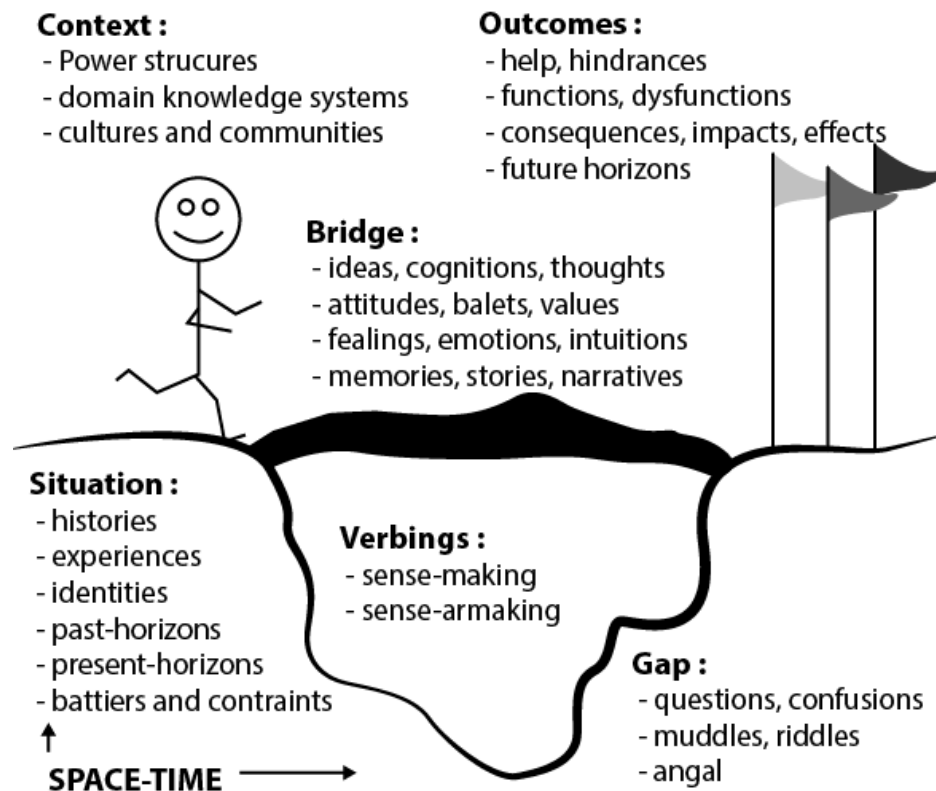 Context :
- Power strucures
- domain knowledge systems
- cultures and communities
Outcomes :
- help, hindrances
- functions, dysfunctions
- consequences, impacts, effects
- future horizons
Bridge :
- ideas, cognitions, thoughts
- attitudes, balets, values
- fealings, emotions, intuitions
- memories, stories, narratives
Situation :
- histories
- experiences
- identities
- past-horizons
- present-horizons
- battiers and contraints
Verbings :
- sense-making
- sense-armaking
Gap :
- questions, confusions
- muddles, riddles
- angal
SPACE-TIME